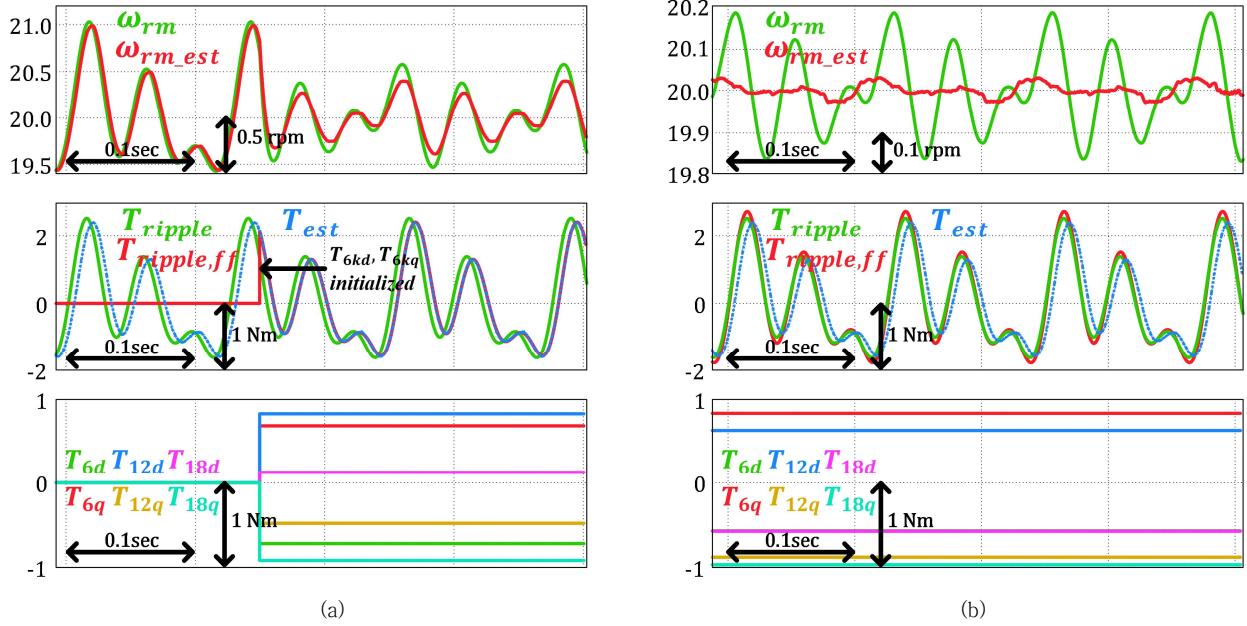 21.0
20.5
20.0
19.5
ω_rm
ω_rm_est
0.1sec
0.5 rpm
2
0
-2
T_ripple
T_ripple,ff
T_est
T_6kd, T_6kq
initialized
0.1sec
1 Nm
1
0
-1
T_6d T_12d T_18d
T_6q T_12q T_18q
0.1sec
1 Nm
(a)
20.2
20.1
20.0
19.9
19.8
ω_rm
ω_rm_est
0.1sec
0.1 rpm
2
0
-2
T_ripple
T_ripple,ff
T_est
0.1sec
1 Nm
1
0
-1
T_6d T_12d T_18d
T_6q T_12q T_18q
0.1sec
1 Nm
(b)